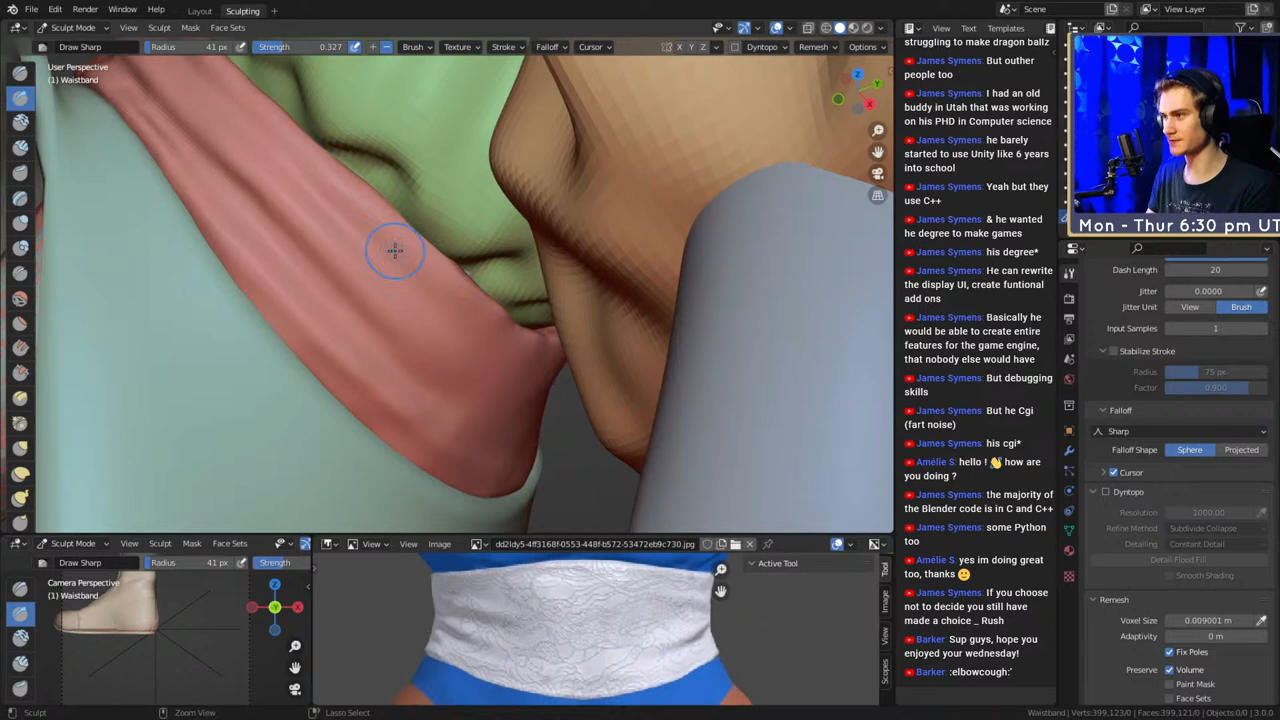 File Edit Render Window Help Layout Sculpting
Scene ViewLayer
Sculpt Mode View Sculpt Mask Face Sets
Draw Sharp Radius 41 px Strength 0.327 Brush Texture Stroke Falloff Cursor X Y Z Dyntopo Remesh Options
User Perspective
(1) Waistband
Z
Y
X
View Text Templates
struggling to make dragon ballz
James Symens: But outher
people too
James Symens: I had an old
buddy in Utah that was working
on his PHD in Computer science
James Symens: he barely
started to use Unity like 6 years
into school
James Symens: Yeah but they
use C++
James Symens: & he wanted
he degree to make games
James Symens: his degree*
James Symens: He can rewrite
the display UI, create funtional
add ons
James Symens: Basically he
would be able to create entire
features for the game engine,
that nobody else would have
James Symens: But debugging
skills
James Symens: But he Cgi
(fart noise)
James Symens: his cgi*
Amélie S: hello ! 👋 how are
you doing ?
James Symens: the majority of
the Blender code is in C and C++
James Symens: some Python
too
Amélie S: yes im doing great
too, thanks 🙂
James Symens: If you choose
not to decide you still have
made a choice _ Rush
Barker: Sup guys, hope you
enjoyed your wednesday!
Barker: :elbowcough:'
Mon - Thur 6:30 pm UT
Dash Length 20
Jitter 0.0000
Jitter Unit View Brush
Input Samples 1
Stabilize Stroke
Radius 75 px
Factor 0.900
Falloff
Sharp
Falloff Shape Sphere Projected
Cursor
Dyntopo
Resolution 1000.00
Refine Method Subdivide Collapse
Detailing Constant Detail
Detail Flood Fill
Smooth Shading
Remesh
Voxel Size 0.009001 m
Adaptivity 0 m
Fix Poles
Preserve Volume
Paint Mask
Face Sets
Sculpt Mode View Sculpt Mask Face Sets
Draw Sharp Radius 41 px Strength
Camera Perspective
(1) Waistband
Z
Y
X
View View Image dd2ldy5-4ff3168f-0553-448f-b572-53472eb9c730.jpg
Active Tool
Tool
Image
View
Scopes
Sculpt Zoom View Lasso Select
Waistband | Verts:399,123 | Faces:399,121 | Objects:0/0 | 3.0.0